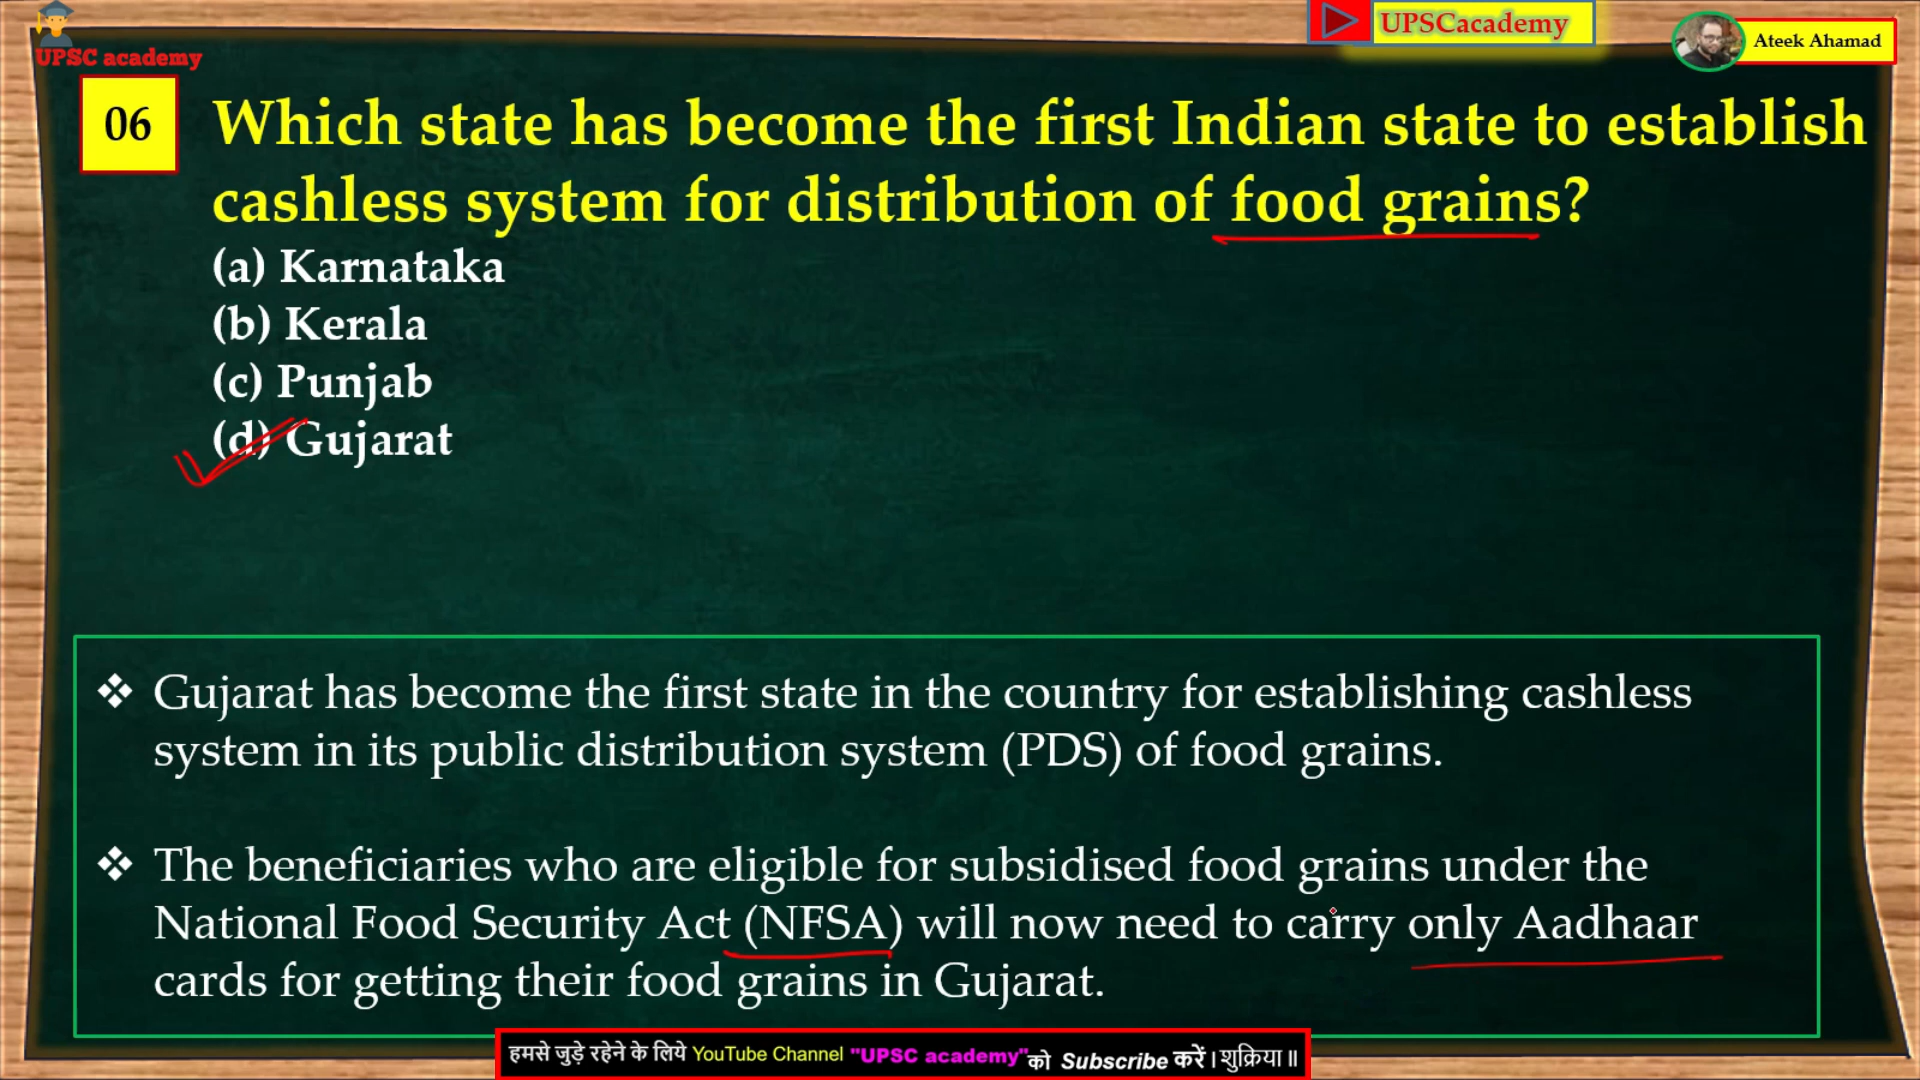 UPSC academy
UPSCacademy
Ateek Ahamad
06
Which state has become the first Indian state to establish
cashless system for distribution of food grains?
(a) Karnataka
(b) Kerala
(c) Punjab
(d) Gujarat
❖ Gujarat has become the first state in the country for establishing cashless
system in its public distribution system (PDS) of food grains.
❖ The beneficiaries who are eligible for subsidised food grains under the
National Food Security Act (NFSA) will now need to carry only Aadhaar
cards for getting their food grains in Gujarat.
हमसे जुड़े रहेने के लिये YouTube Channel "UPSC academy"को Subscribe करें। शुक्रिया॥